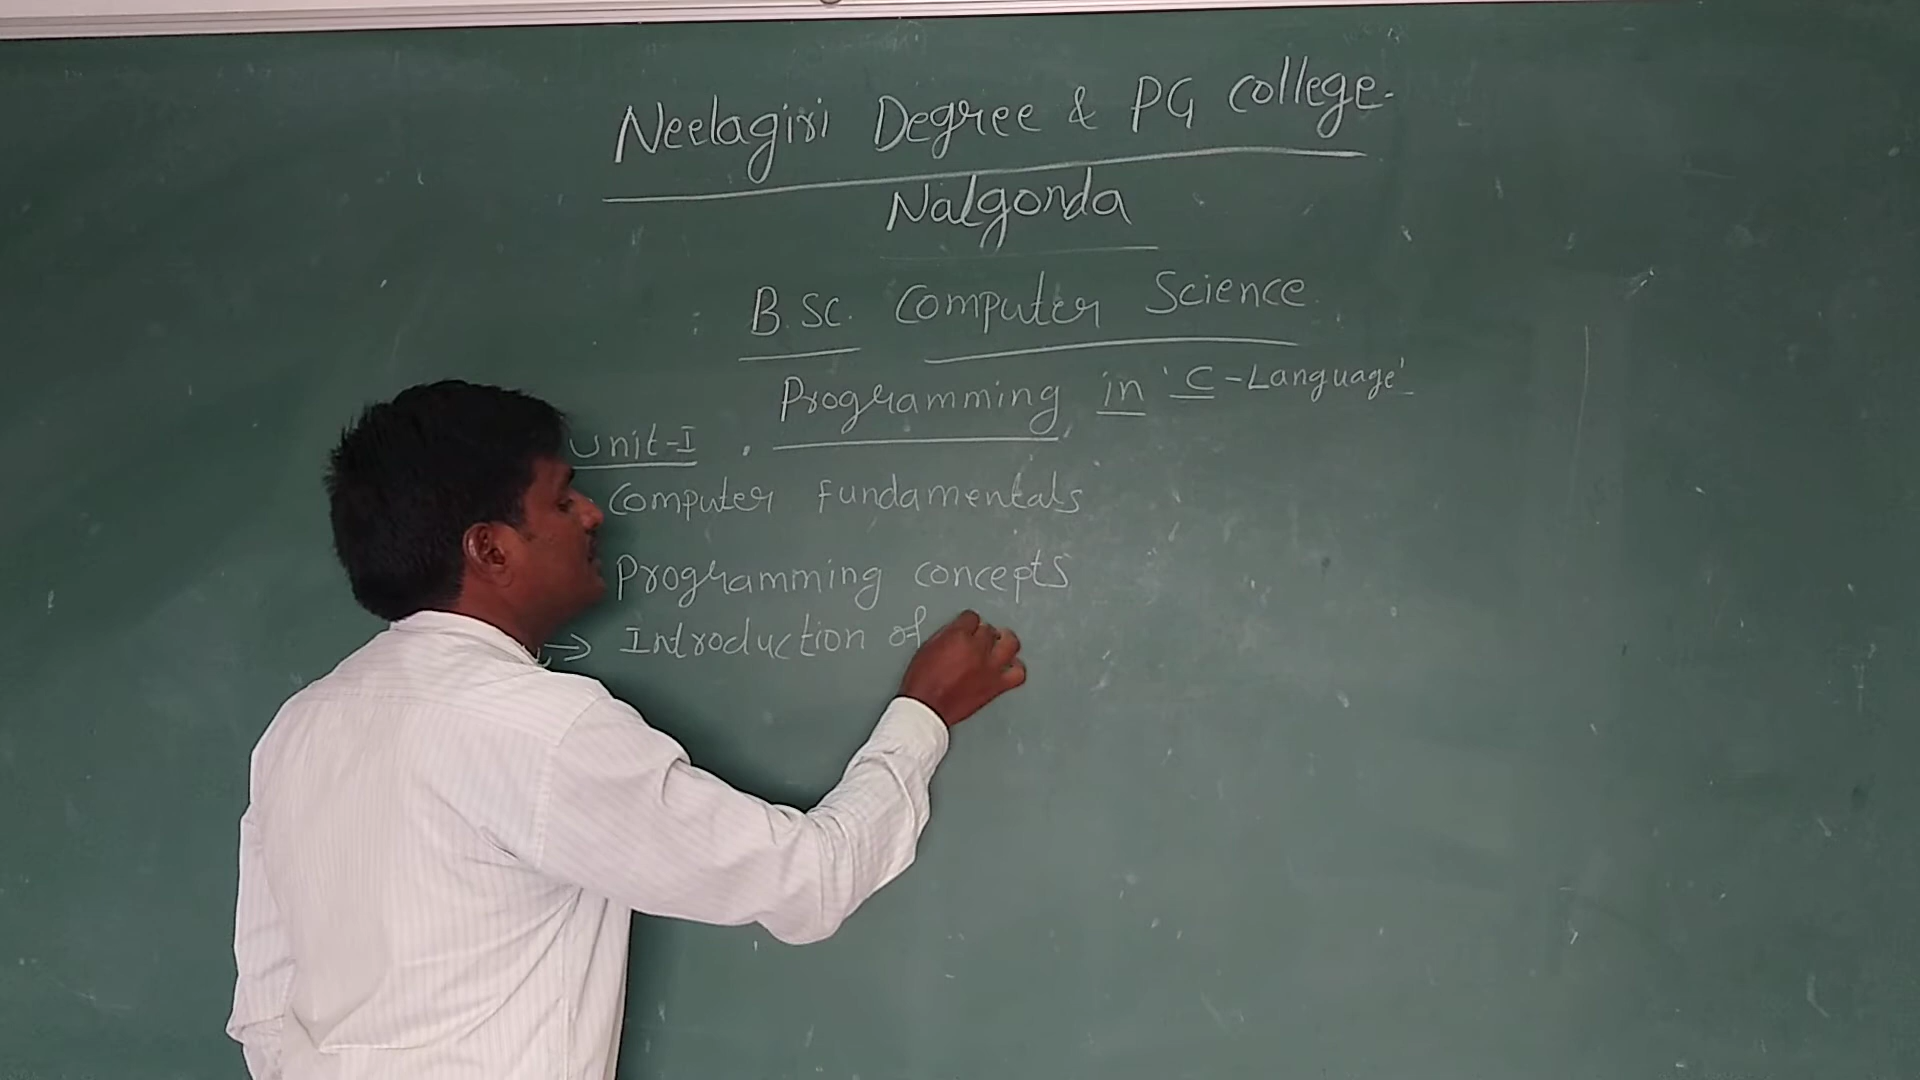 Neelagiri Degree & PG College.
Nalgonda
B.Sc. Computer Science
Programming in 'C-Language'
Unit-I
Computer Fundamentals
Programming concepts
→ Introduction of